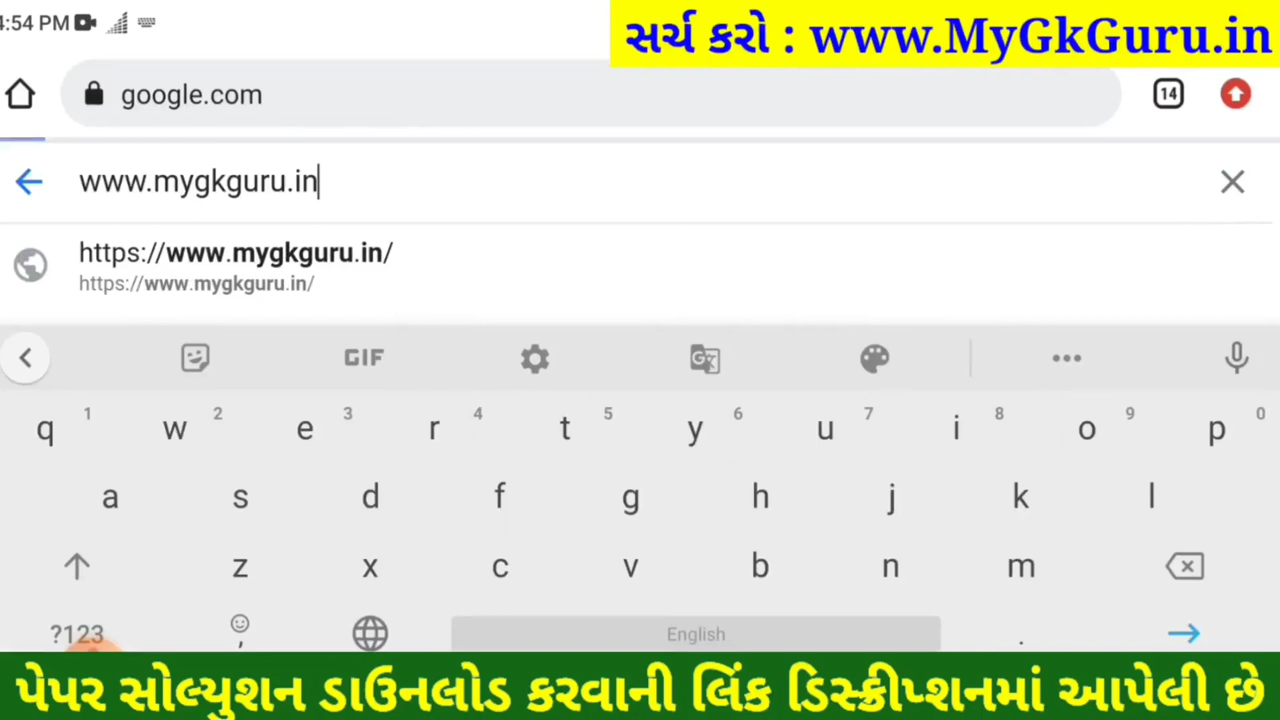 4:54 PM
સર્ચ કરો : www.MyGkGuru.in
google.com
14
www.mygkguru.in
https://www.mygkguru.in/
https://www.mygkguru.in/
GIF
1 2 3 4 5 6 7 8 9 0
q w e r t y u i o p
a s d f g h j k l
z x c v b n m
?123 , English .
પેપર સોલ્યુશન ડાઉનલોડ કરવાની લિંક ડિસ્ક્રીપ્શનમાં આપેલી છે